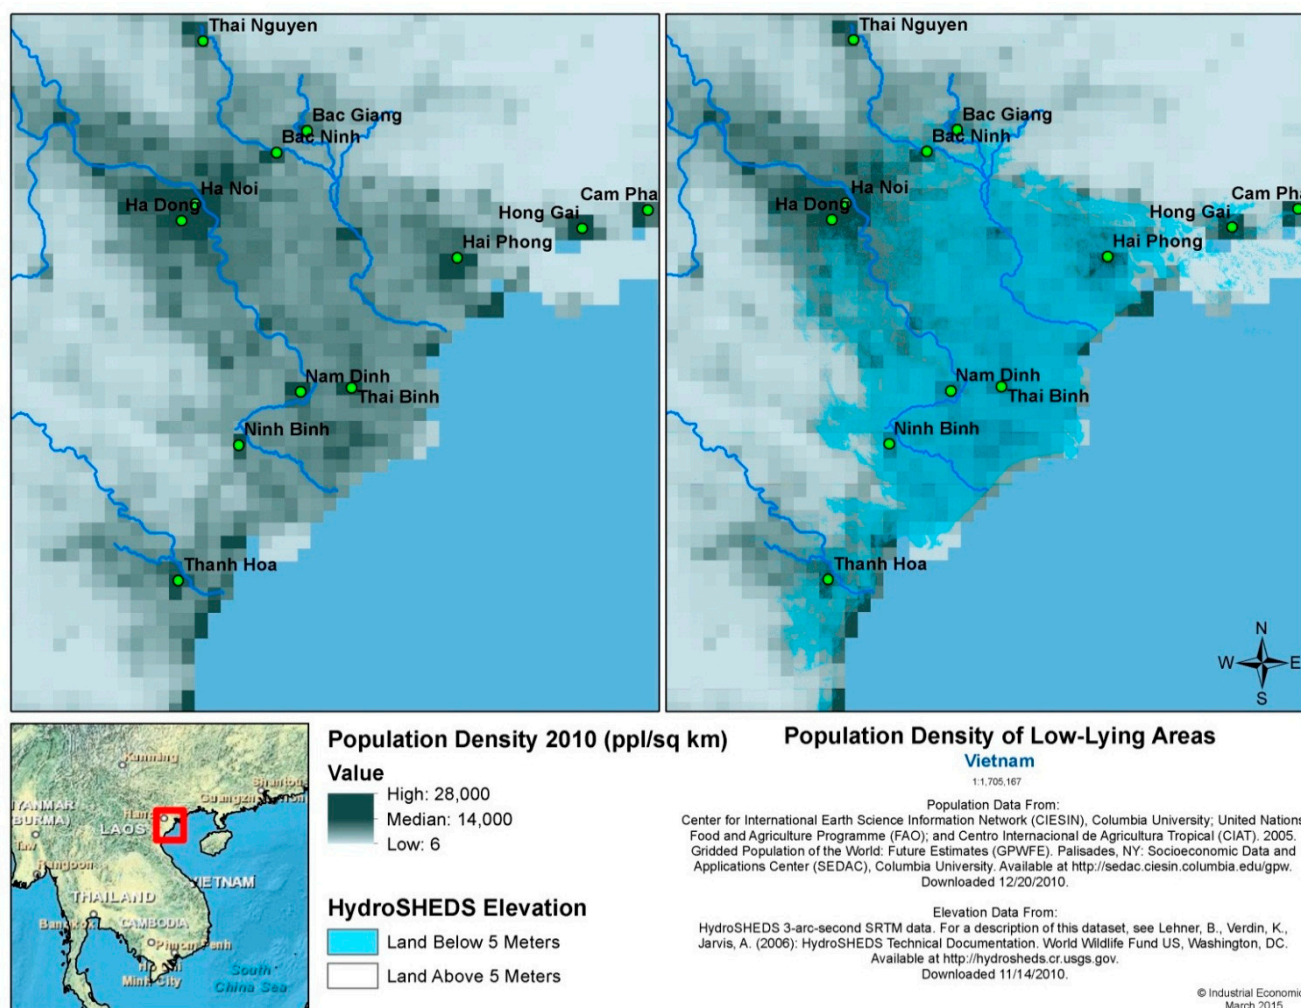 Thai Nguyen
Bac Giang
Bac Ninh
Ha Noi
Ha Dong
Cam Pha
Hong Gai
Hai Phong
Nam Dinh
Thai Binh
Ninh Binh
Thanh Hoa
Thai Nguyen
Bac Giang
Bac Ninh
Ha Noi
Ha Dong
Cam Pha
Hong Gai
Hai Phong
Nam Dinh
Thai Binh
Ninh Binh
Thanh Hoa
N
W E
S
Kunming
Shantou
LAOS
Rangoon
THAILAND
VIETNAM
CAMBODIA
Phnom Penh
Minh City
South
China Sea
Population Density 2010 (ppl/sq km)
Value
High: 28,000
Median: 14,000
Low: 6
HydroSHEDS Elevation
Land Below 5 Meters
Land Above 5 Meters
Population Density of Low-Lying Areas
Vietnam
1:1,705,167
Population Data From:
Center for International Earth Science Information Network (CIESIN), Columbia University; United Nations
Food and Agriculture Programme (FAO); and Centro Internacional de Agricultura Tropical (CIAT). 2005.
Gridded Population of the World: Future Estimates (GPWFE). Palisades, NY: Socioeconomic Data and
Applications Center (SEDAC), Columbia University. Available at http://sedac.ciesin.columbia.edu/gpw.
Downloaded 12/20/2010.
Elevation Data From:
HydroSHEDS 3-arc-second SRTM data. For a description of this dataset, see Lehner, B., Verdin, K.,
Jarvis, A. (2006): HydroSHEDS Technical Documentation. World Wildlife Fund US, Washington, DC.
Available at http://hydrosheds.cr.usgs.gov.
Downloaded 11/14/2010.
© Industrial Economic
March 2015